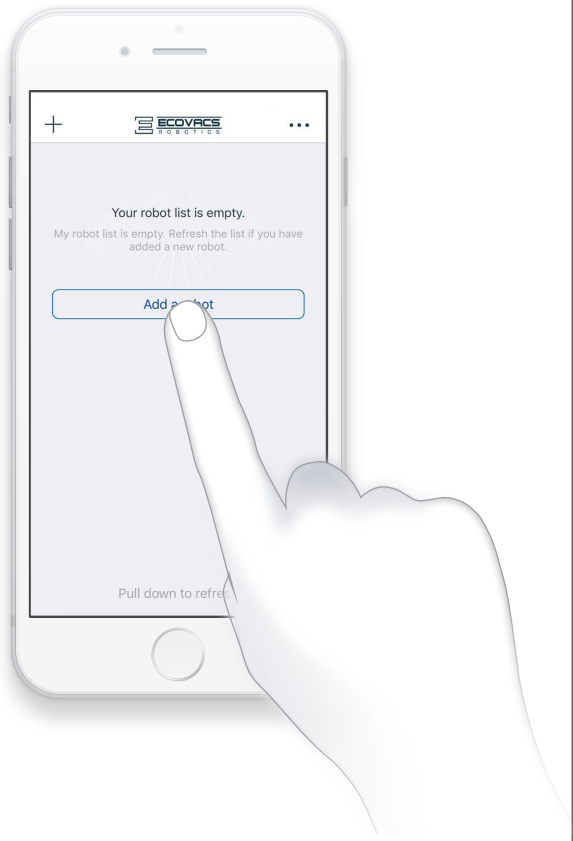 ECOVACS
ROBOTICS
Your robot list is empty.
My robot list is empty. Refresh the list if you have
added a new robot.
Add a
Pull down to